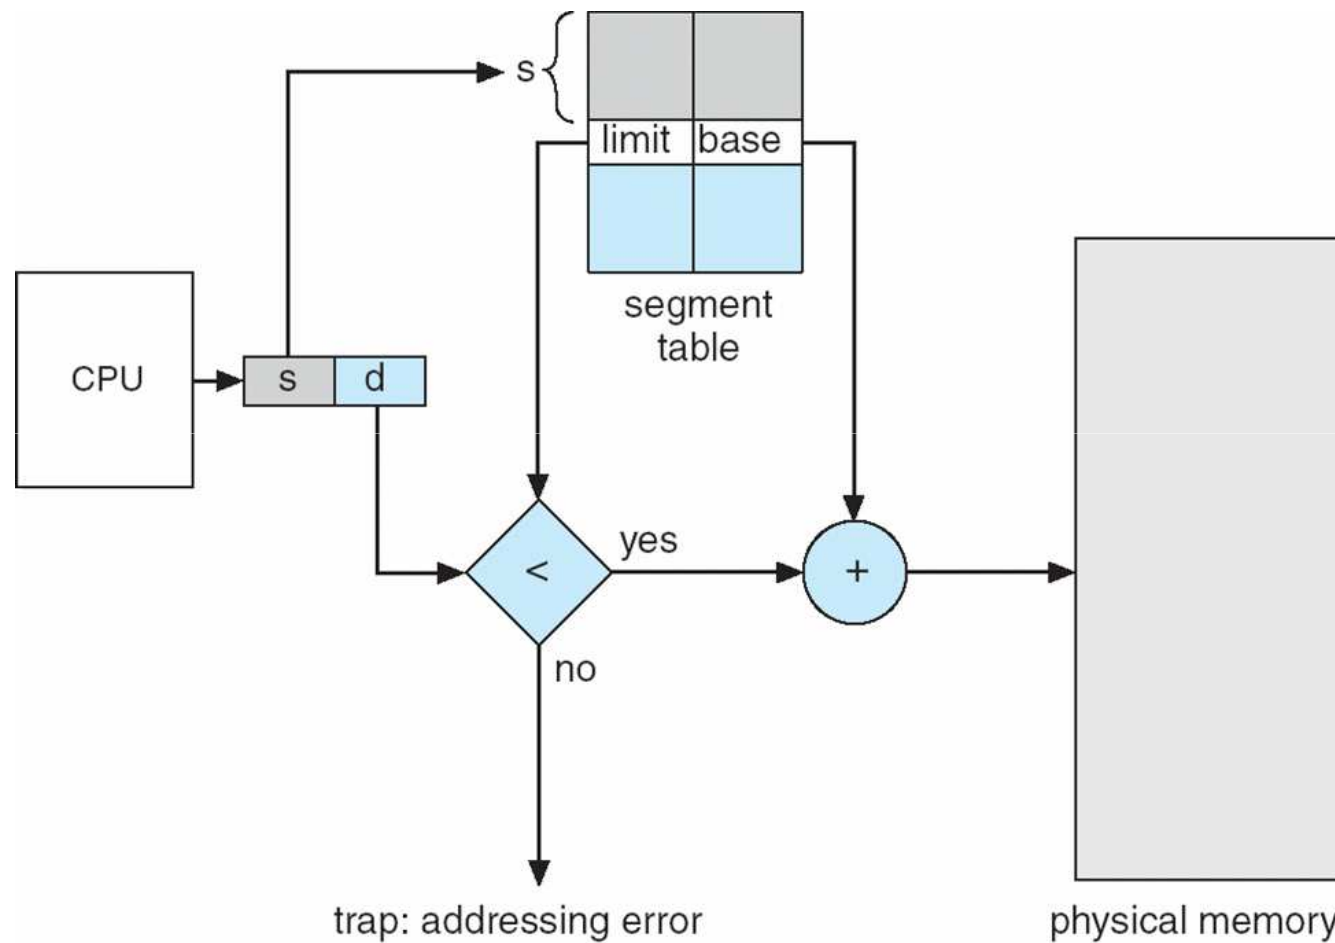 s
limit base
segment
table
CPU
s d
yes
<
+
no
trap: addressing error
physical memory